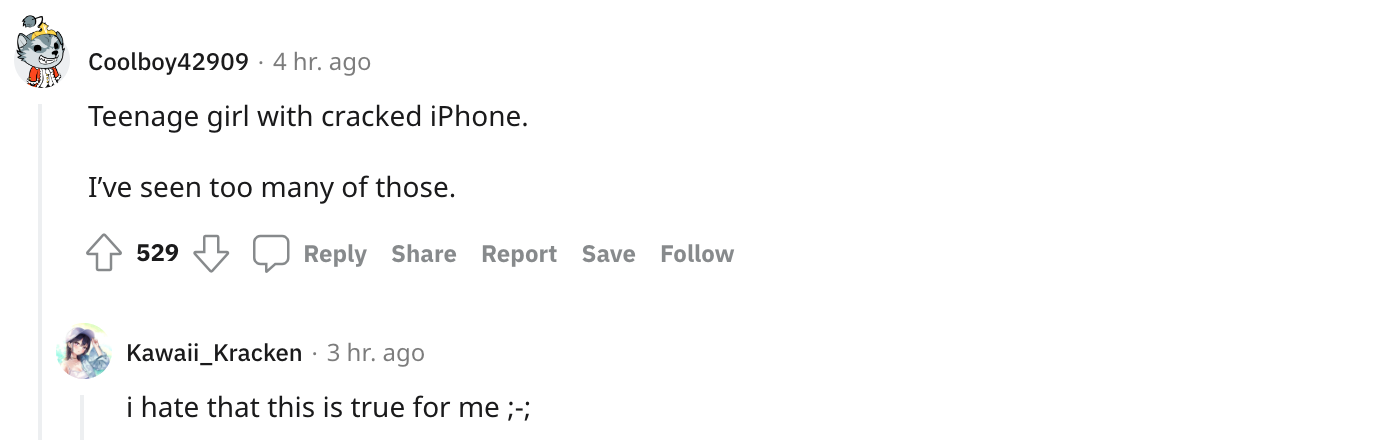 Coolboy42909 · 4 hr. ago
Teenage girl with cracked iPhone.
I’ve seen too many of those.
529 Reply Share Report Save Follow
Kawaii_Kracken · 3 hr. ago
i hate that this is true for me ;-;